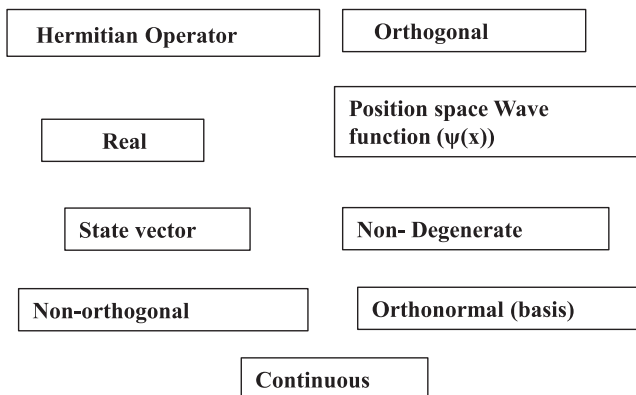 Hermitian Operator
Orthogonal
Real
Position space Wave
function (ψ(x))
State vector
Non- Degenerate
Non-orthogonal
Orthonormal (basis)
Continuous